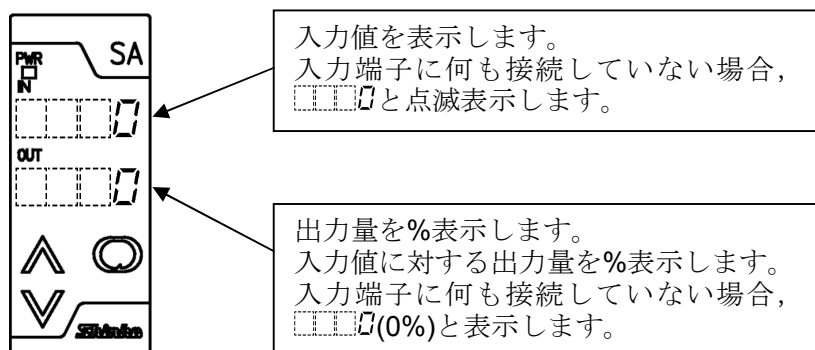 SA
PWR
IN
0
OUT
0
Shinko
入力値を表示します。
入力端子に何も接続していない場合,
0と点滅表示します。
出力量を%表示します。
入力値に対する出力量を%表示します。
入力端子に何も接続していない場合,
0(0%)と表示します。